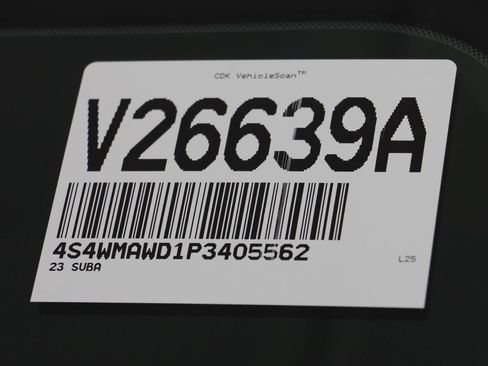 CDK VehicleScan™
V26639A
4S4WMAWD1P3405562
23 SUBA
L25